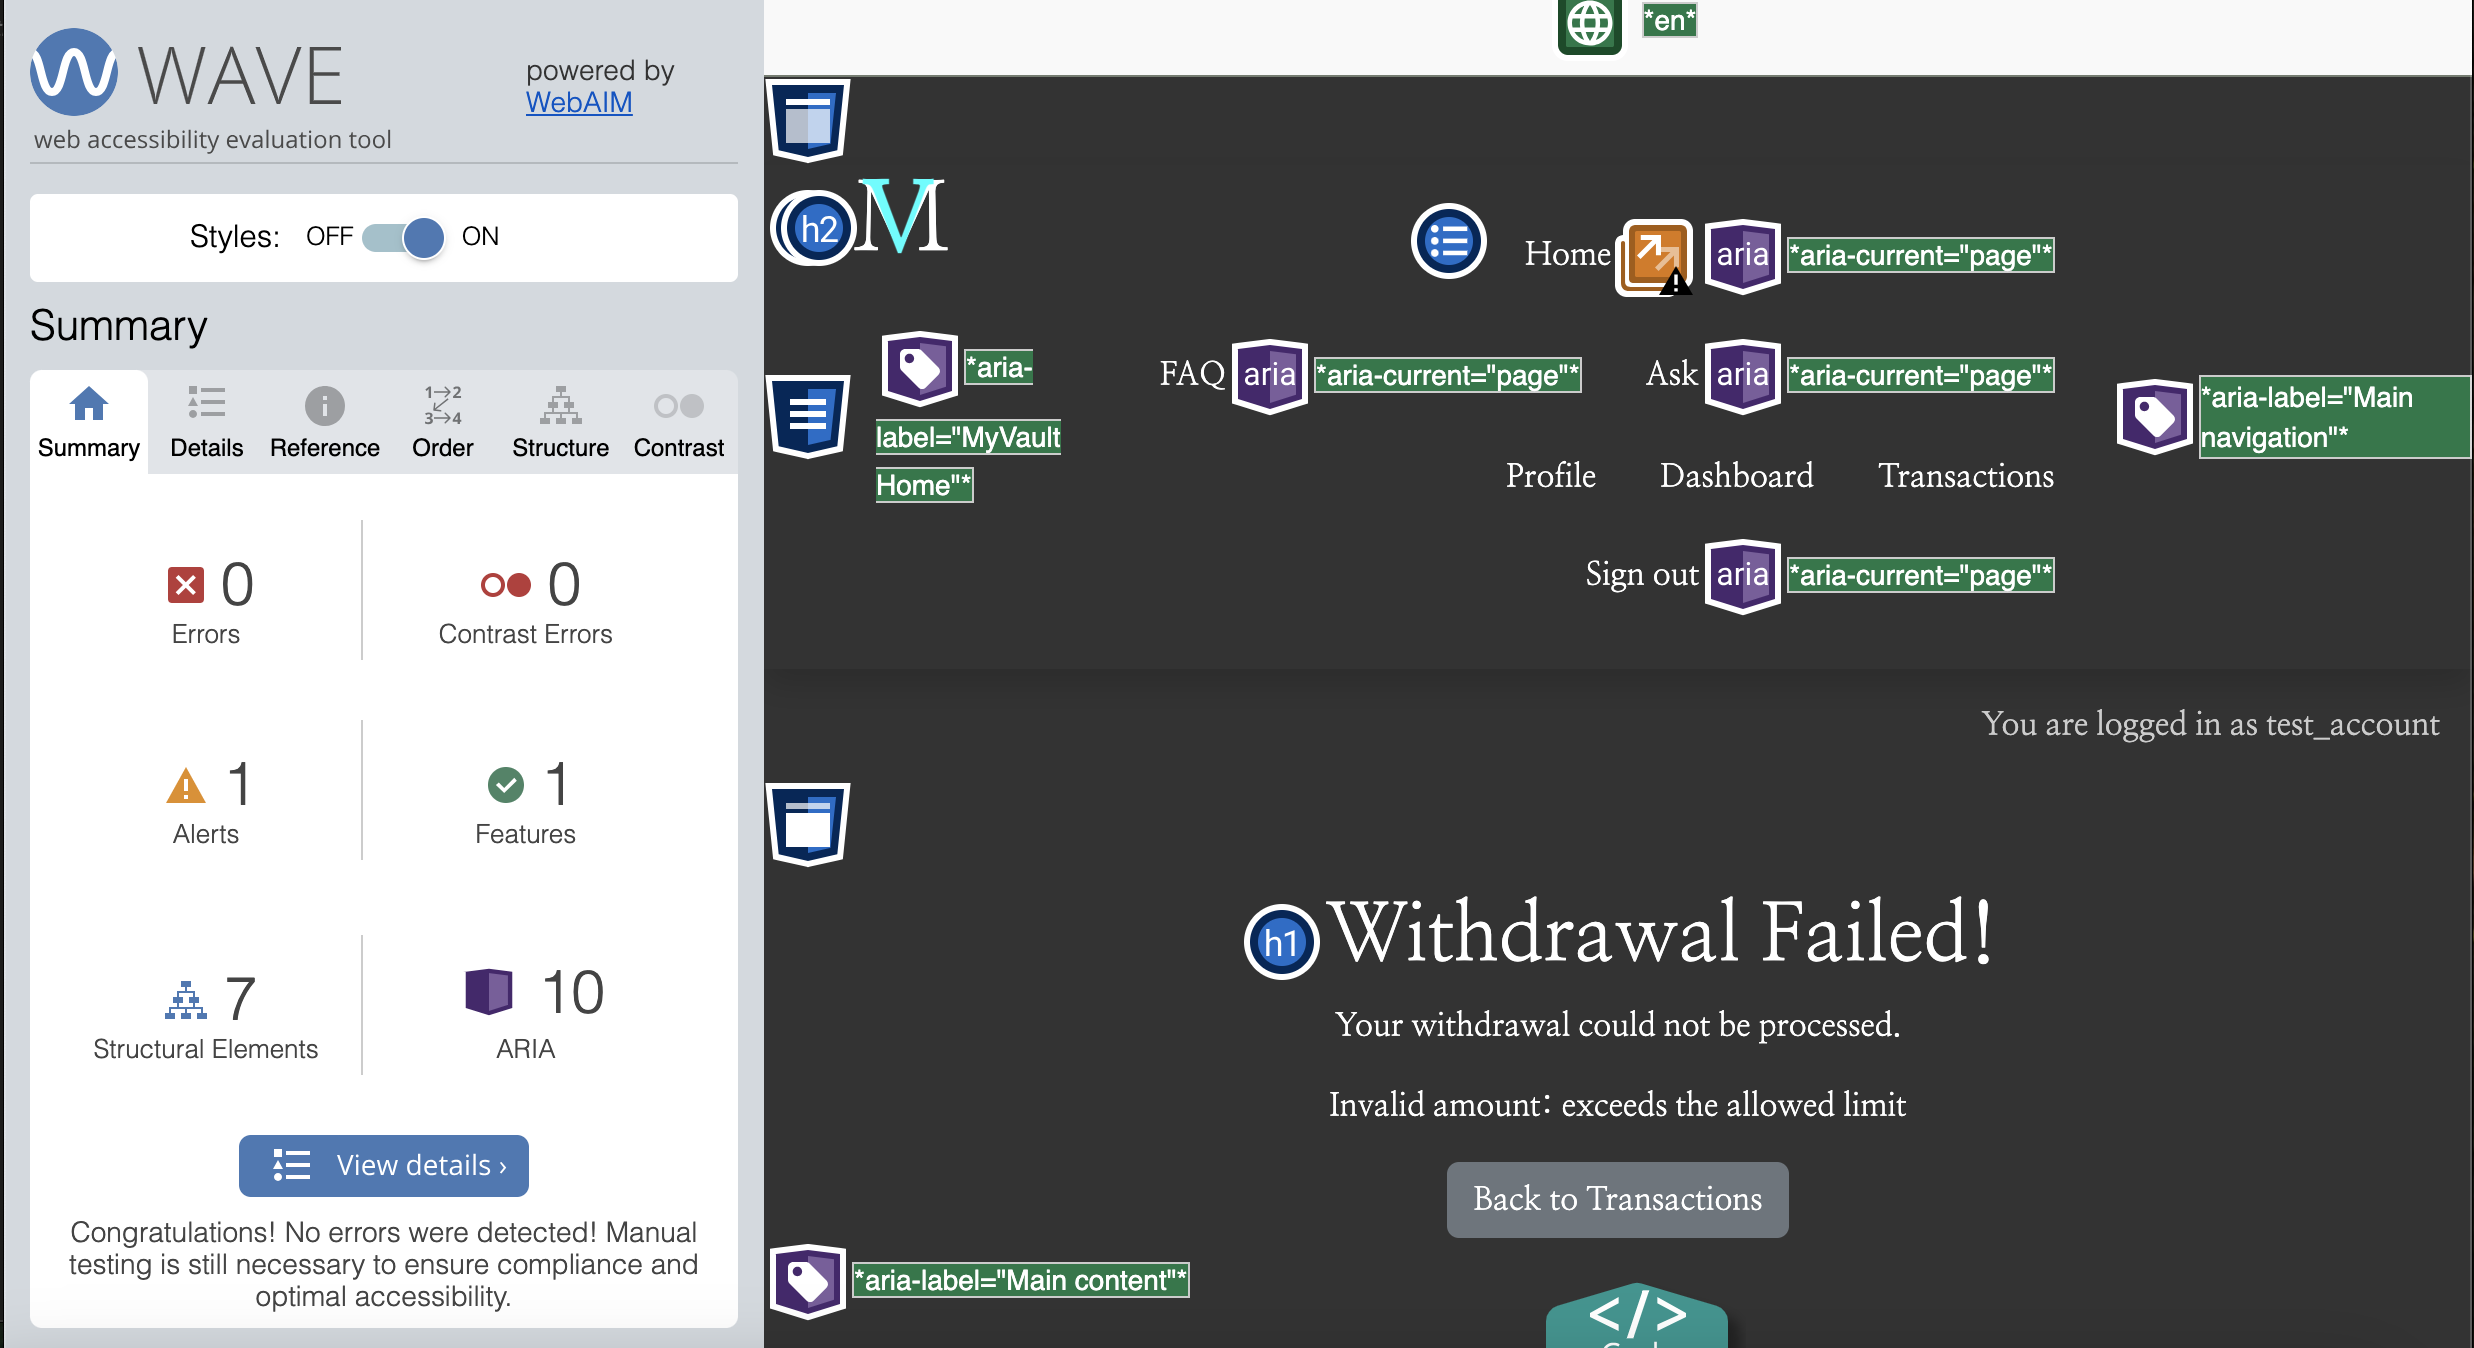 WAVE
powered by
WebAIM
web accessibility evaluation tool
Styles: OFF ON
Summary
Summary
Details
Reference
1→2
3→4
Order
Structure
Contrast
0
Errors
0
Contrast Errors
1
Alerts
1
Features
7
Structural Elements
10
ARIA
View details ›
Congratulations! No errors were detected! Manual
testing is still necessary to ensure compliance and
optimal accessibility.
*en*
h2 M
Home aria *aria-current="page"*
*aria-
label="MyVault
Home"*
FAQ aria *aria-current="page"*
Ask aria *aria-current="page"*
*aria-label="Main
navigation"*
Profile Dashboard Transactions
Sign out aria *aria-current="page"*
You are logged in as test_account
h1 Withdrawal Failed!
Your withdrawal could not be processed.
Invalid amount: exceeds the allowed limit
Back to Transactions
*aria-label="Main content"*
</>